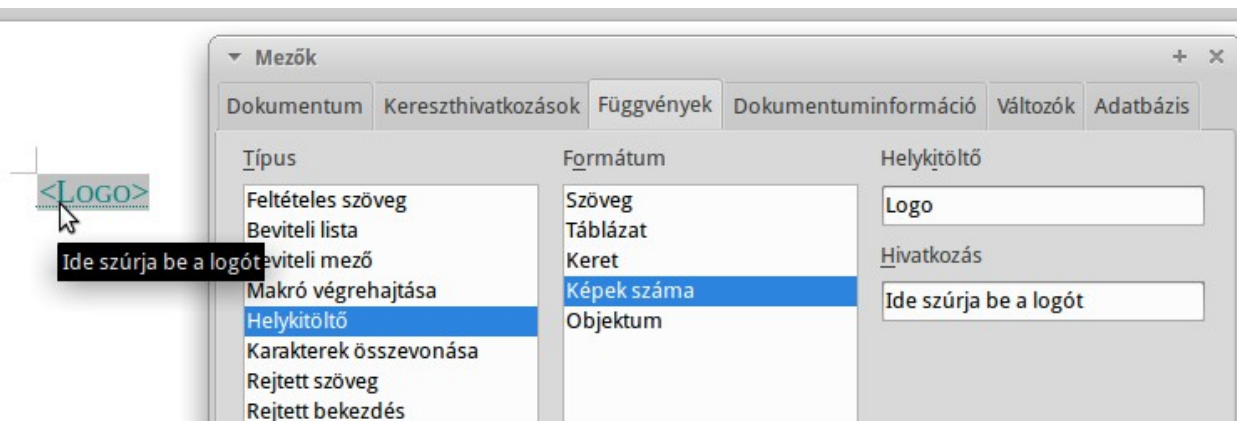 Mezők
Dokumentum Kereszthivatkozások Függvények Dokumentuminformáció Változók Adatbázis
<LOGO>
Ide szúrja be a logót
Típus
Feltételes szöveg
Beviteli lista
Beviteli mező
Makró végrehajtása
Helykitöltő
Karakterek összevonása
Rejtett szöveg
Rejtett bekezdés
Formátum
Szöveg
Táblázat
Keret
Képek száma
Objektum
Helykitöltő
Logo
Hivatkozás
Ide szúrja be a logót